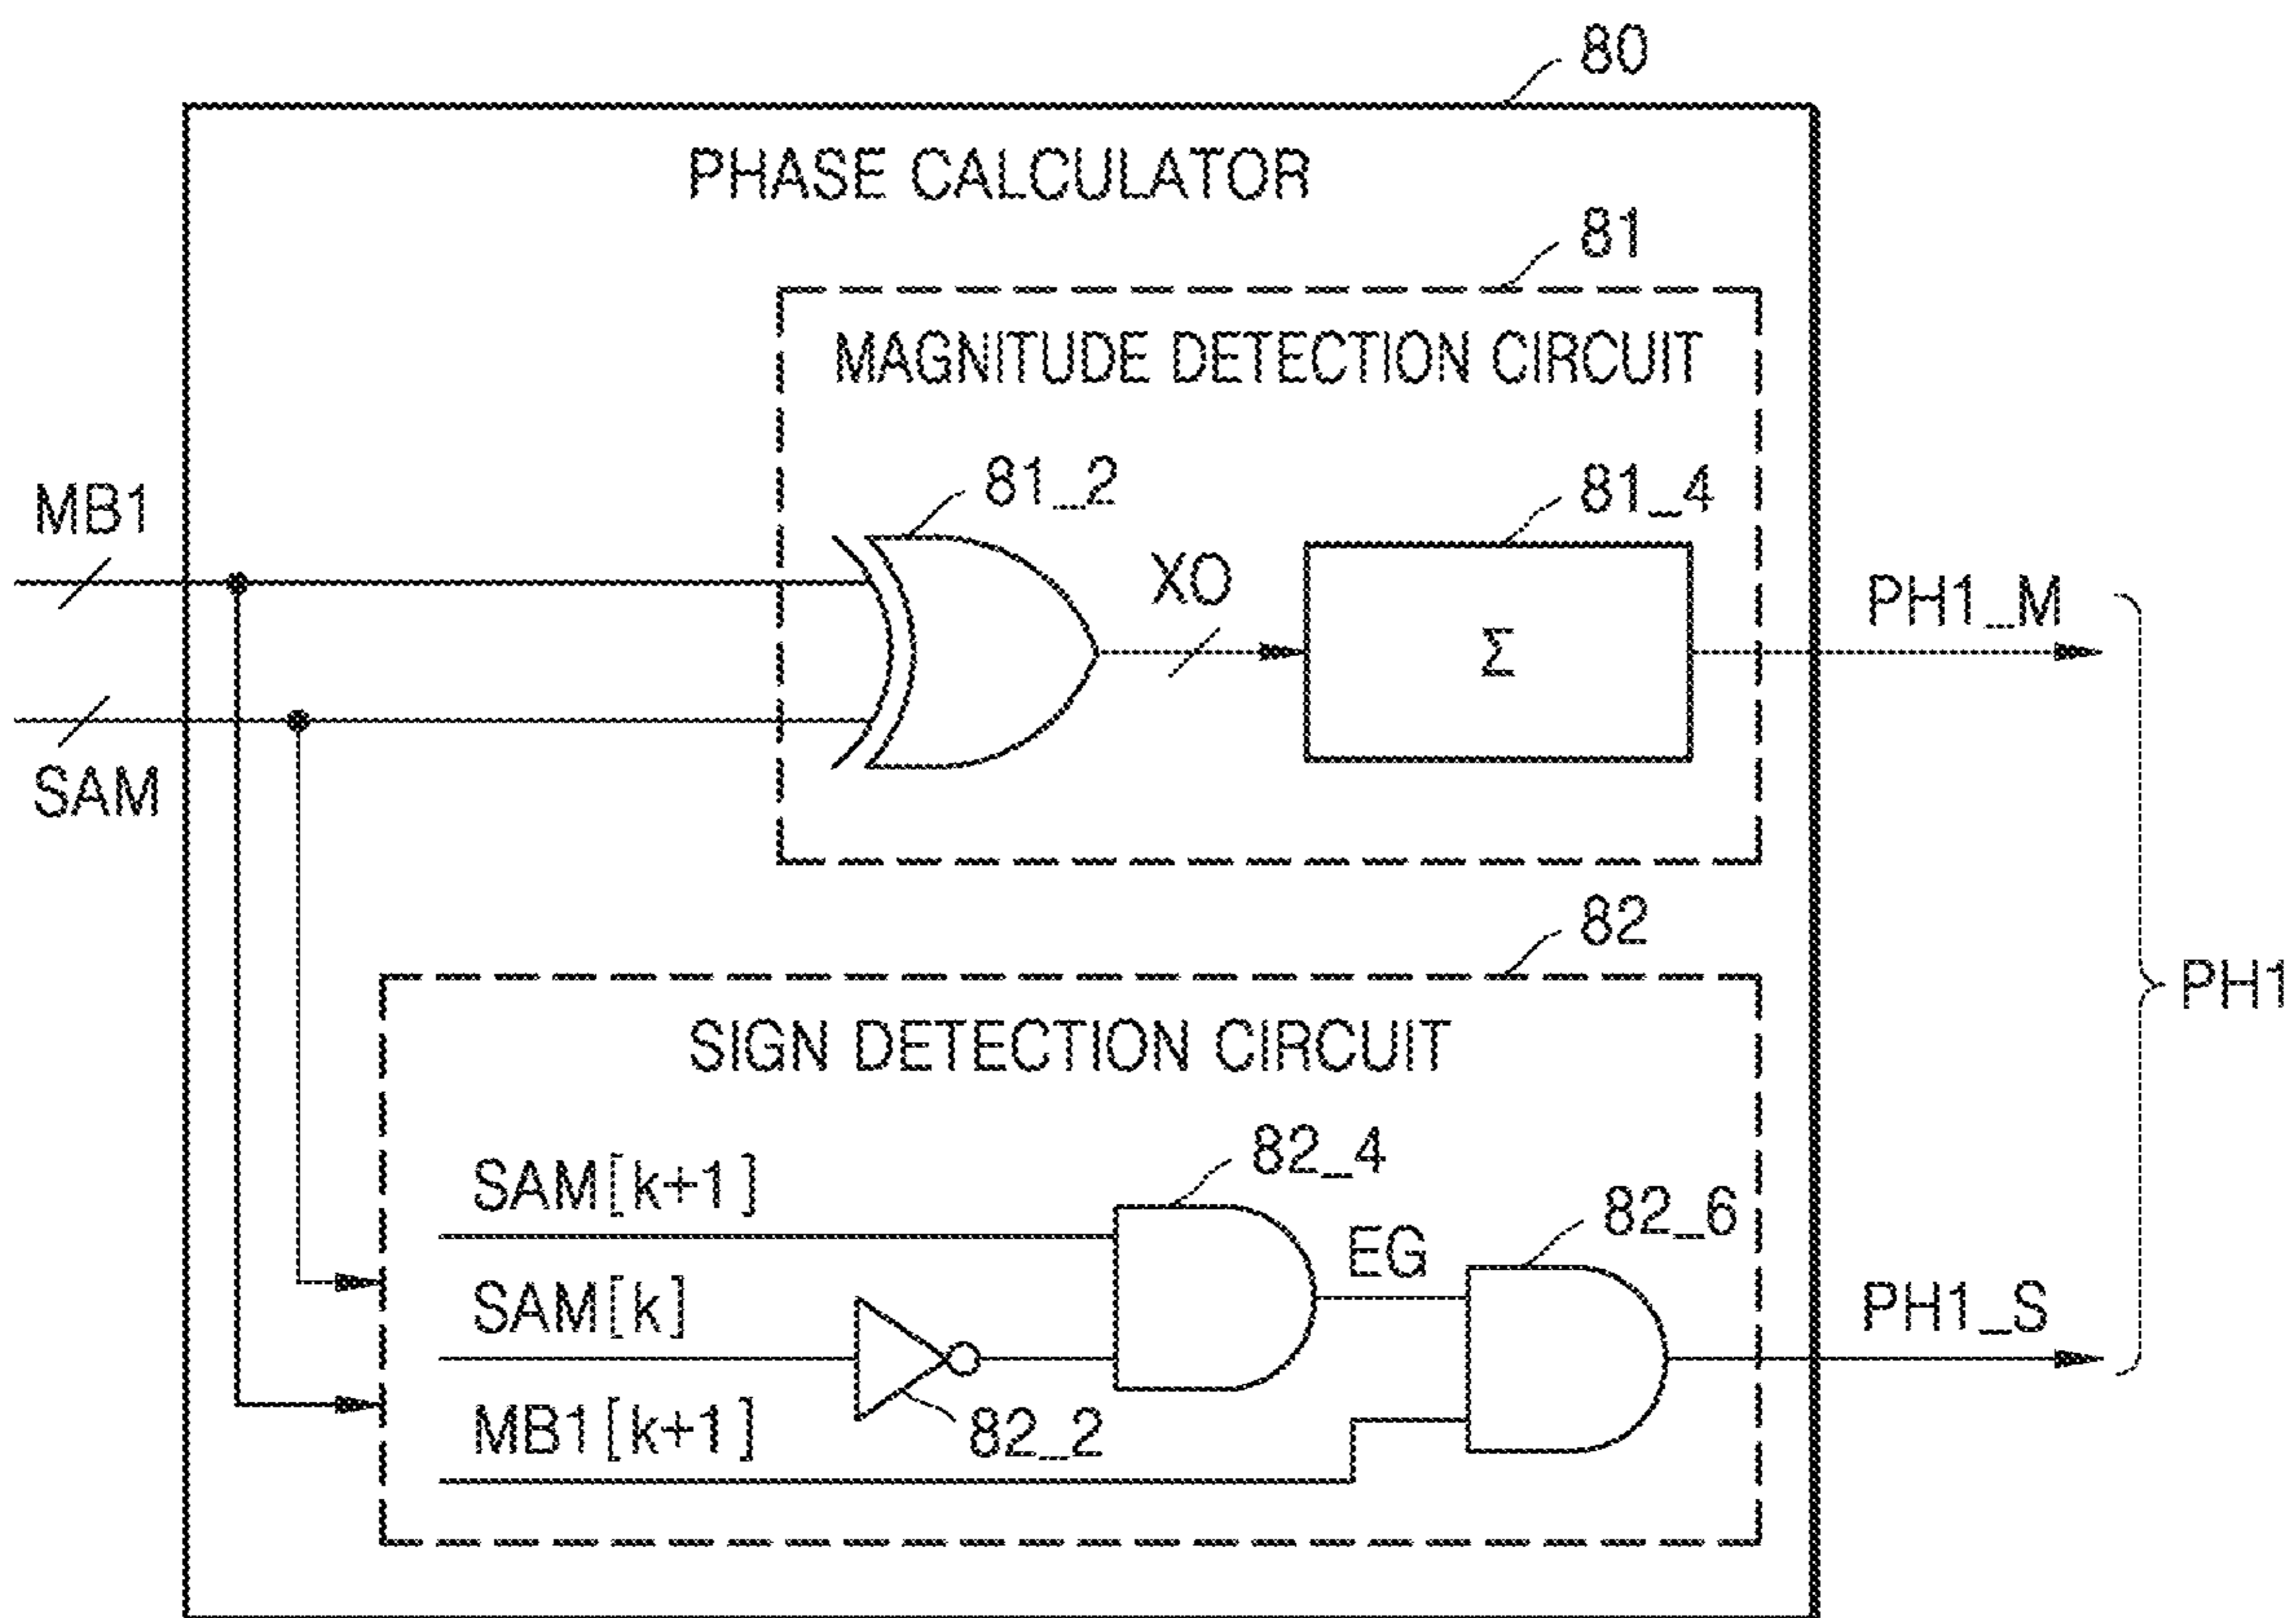 80
PHASE CALCULATOR
81
MAGNITUDE DETECTION CIRCUIT
MB1
81_2
81_4
XO
Σ
PH1_M
SAM
82
PH1
SIGN DETECTION CIRCUIT
SAM[k+1]
82_4
82_6
EG
SAM[k]
PH1_S
MB1[k+1]
82_2